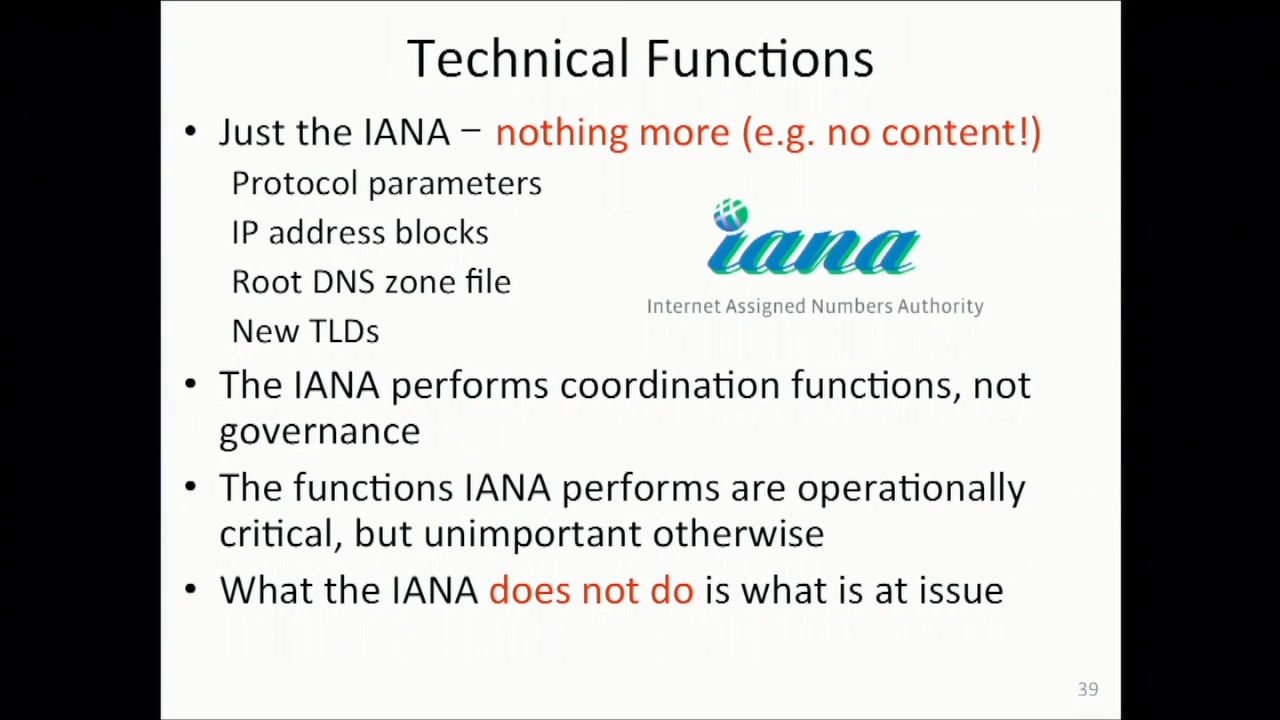 Technical Functions
• Just the IANA – nothing more (e.g. no content!)
Protocol parameters
IP address blocks
Root DNS zone file
New TLDs
iana
Internet Assigned Numbers Authority
• The IANA performs coordination functions, not
governance
• The functions IANA performs are operationally
critical, but unimportant otherwise
• What the IANA does not do is what is at issue
39